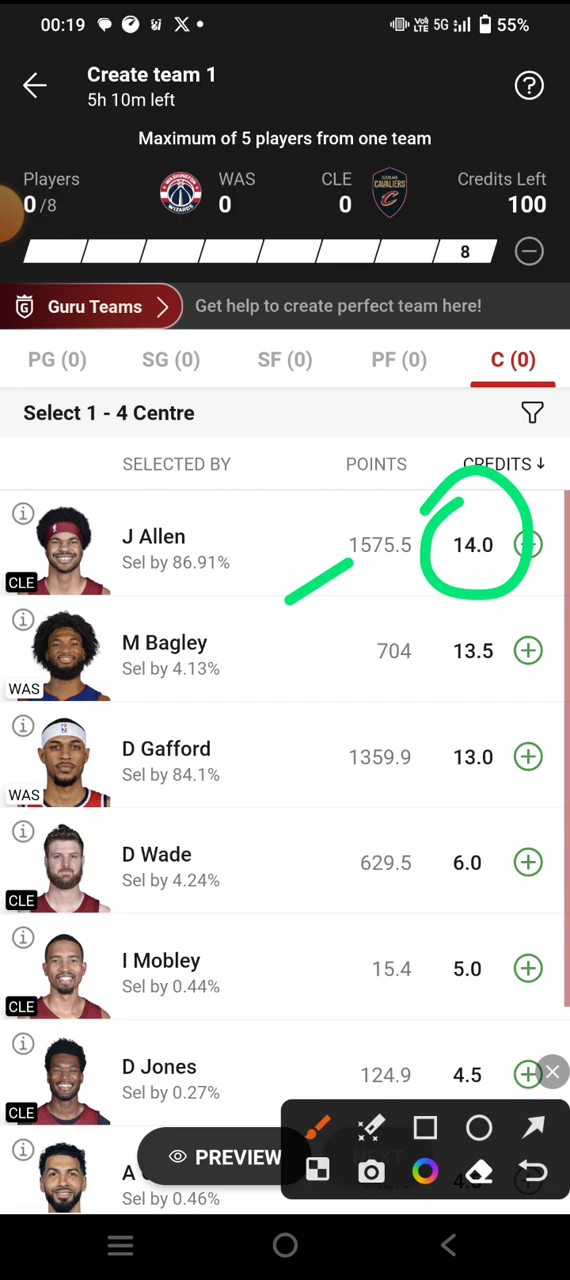 00:19 X • Vo) LTE 5G 55%
Create team 1
5h 10m left
?
Maximum of 5 players from one team
Players WAS CLE Credits Left
0/8 0 0 100
WASHINGTON WIZARDS
CAVALIERS
8
G Guru Teams Get help to create perfect team here!
PG (0) SG (0) SF (0) PF (0) C (0)
Select 1 - 4 Centre
SELECTED BY POINTS CREDITS ↓
J Allen 1575.5 14.0
Sel by 86.91%
CLE
M Bagley 704 13.5
Sel by 4.13%
WAS
D Gafford 1359.9 13.0
Sel by 84.1%
WAS
D Wade 629.5 6.0
Sel by 4.24%
CLE
I Mobley 15.4 5.0
Sel by 0.44%
CLE
D Jones 124.9 4.5
Sel by 0.27%
CLE
PREVIEW NEXT
A
Sel by 0.46%